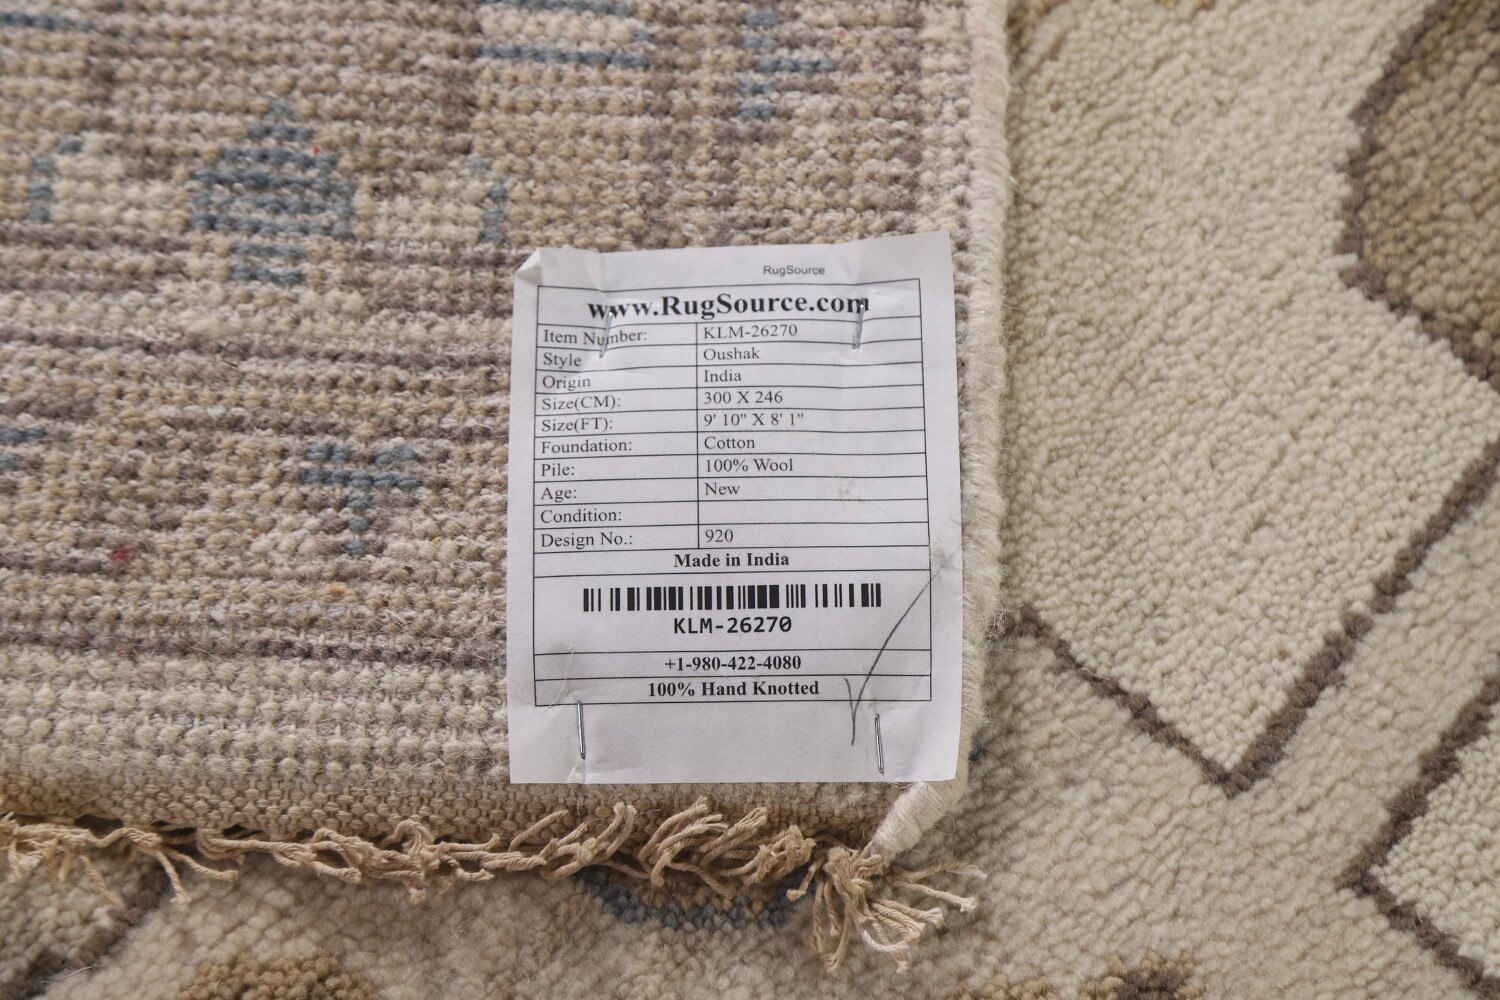 RugSource
www.RugSource.com
Item Number: KLM-26270
Style Oushak
Origin India
Size(CM): 300 X 246
Size(FT): 9' 10" X 8' 1"
Foundation: Cotton
Pile: 100% Wool
Age: New
Condition:
Design No.: 920
Made in India
KLM-26270
+1-980-422-4080
100% Hand Knotted